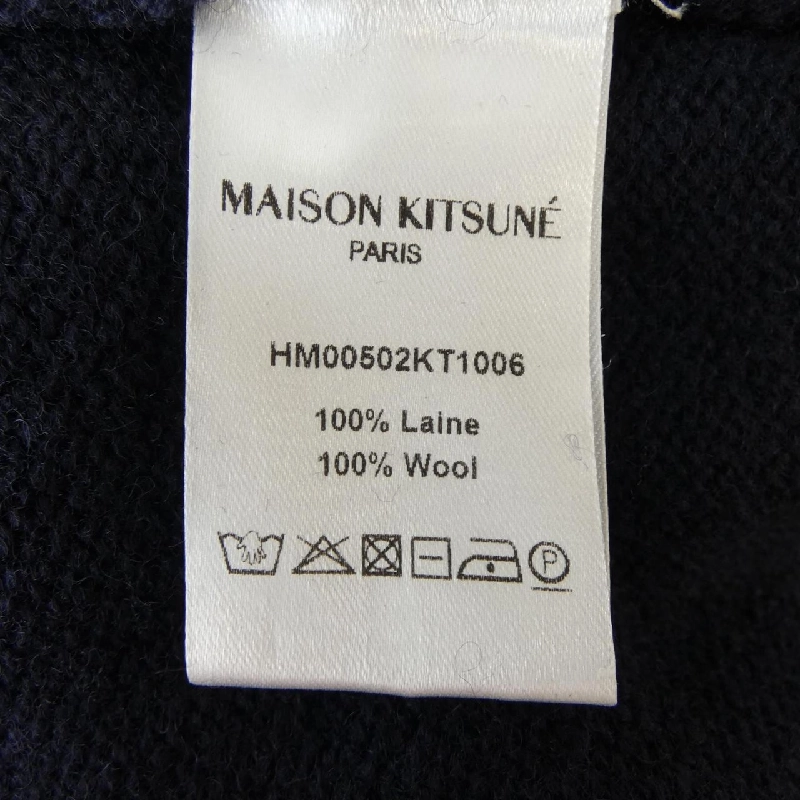 MAISON KITSUNÉ
PARIS
HM00502KT1006
100% Laine
100% Wool
P